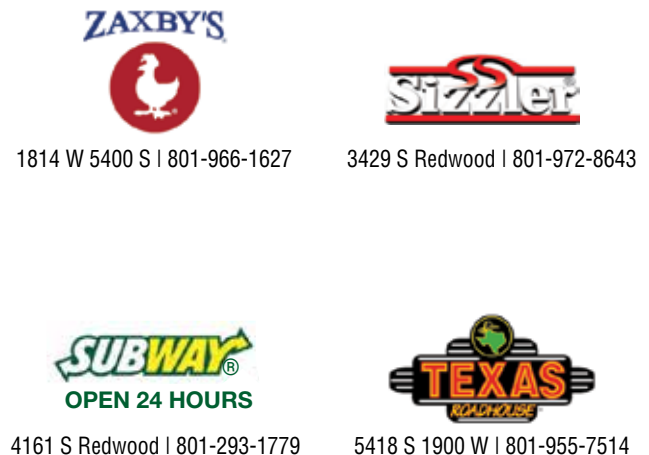 ZAXBY'S
1814 W 5400 S | 801-966-1627
Sizzler®
3429 S Redwood | 801-972-8643
SUBWAY®
OPEN 24 HOURS
4161 S Redwood | 801-293-1779
TEXAS
ROADHOUSE
5418 S 1900 W | 801-955-7514